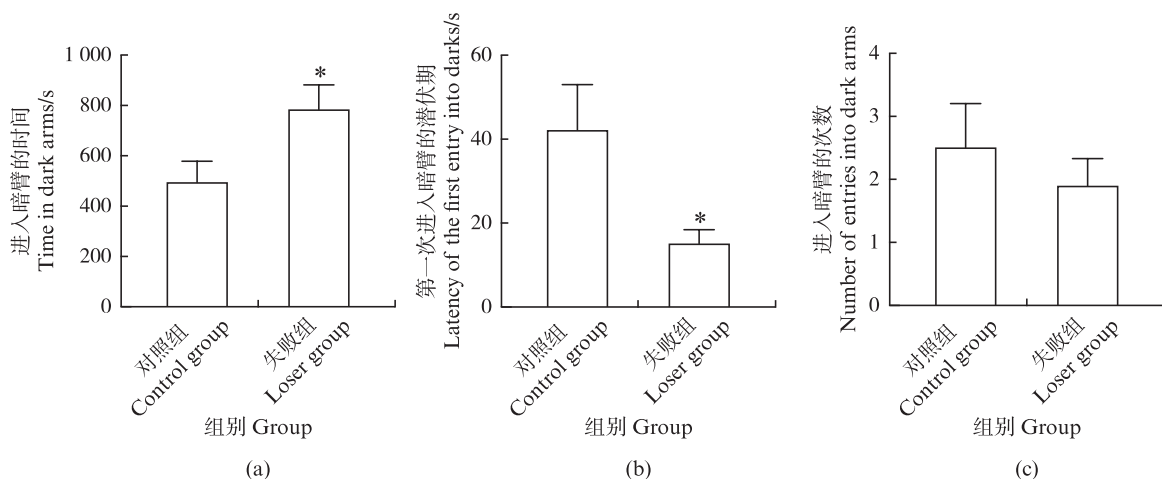 进入暗臂的时间
Time in dark arms/s
1 000
800
600
400
200
0
*
对照组
Control group
失败组
Loser group
组别 Group
(a)
第一次进入暗臂的潜伏期
Latency of the first entry into darks/s
60
40
20
0
*
对照组
Control group
失败组
Loser group
组别 Group
(b)
进入暗臂的次数
Number of entries into dark arms
4
3
2
1
0
对照组
Control group
失败组
Loser group
组别 Group
(c)